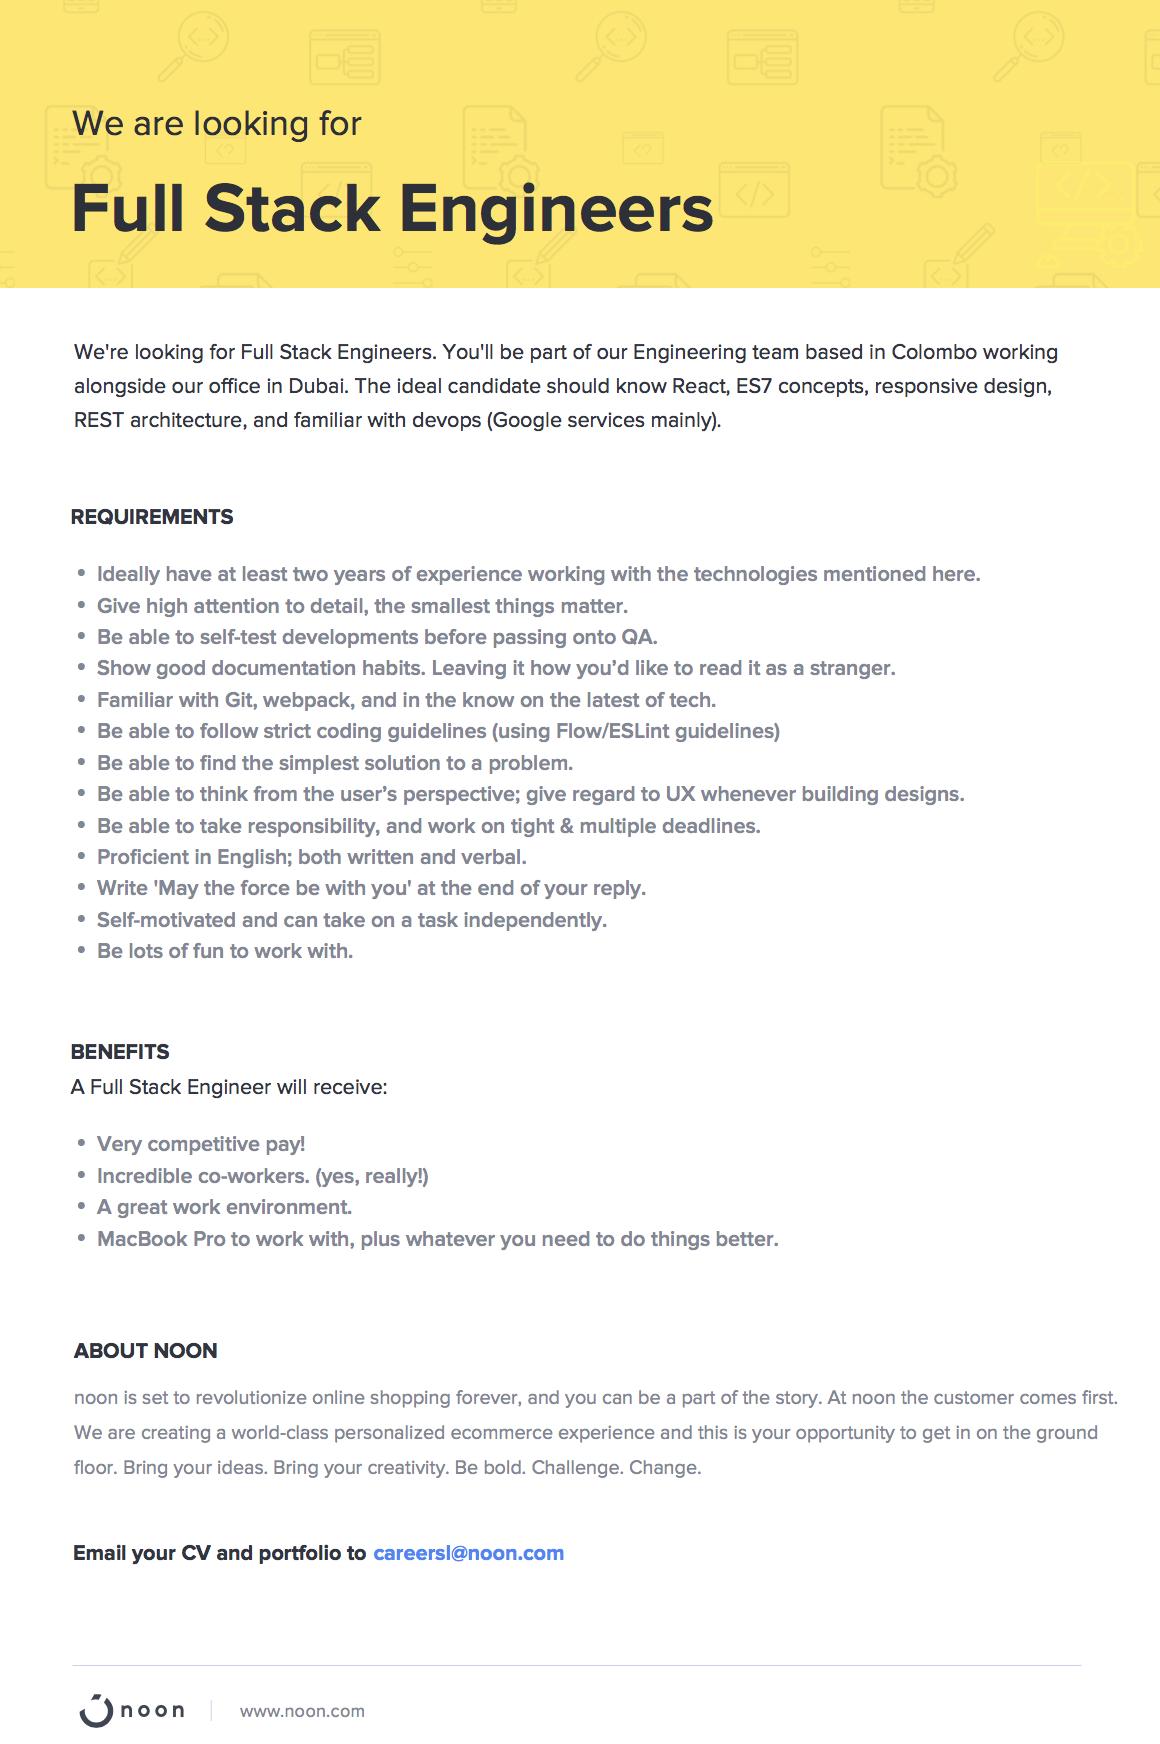 We are looking for
Full Stack Engineers
We're looking for Full Stack Engineers. You'll be part of our Engineering team based in Colombo working
alongside our office in Dubai. The ideal candidate should know React, ES7 concepts, responsive design,
REST architecture, and familiar with devops (Google services mainly).
REQUIREMENTS
• Ideally have at least two years of experience working with the technologies mentioned here.
• Give high attention to detail, the smallest things matter.
• Be able to self-test developments before passing onto QA.
• Show good documentation habits. Leaving it how you’d like to read it as a stranger.
• Familiar with Git, webpack, and in the know on the latest of tech.
• Be able to follow strict coding guidelines (using Flow/ESLint guidelines)
• Be able to find the simplest solution to a problem.
• Be able to think from the user’s perspective; give regard to UX whenever building designs.
• Be able to take responsibility, and work on tight & multiple deadlines.
• Proficient in English; both written and verbal.
• Write 'May the force be with you' at the end of your reply.
• Self-motivated and can take on a task independently.
• Be lots of fun to work with.
BENEFITS
A Full Stack Engineer will receive:
• Very competitive pay!
• Incredible co-workers. (yes, really!)
• A great work environment.
• MacBook Pro to work with, plus whatever you need to do things better.
ABOUT NOON
noon is set to revolutionize online shopping forever, and you can be a part of the story. At noon the customer comes first.
We are creating a world-class personalized ecommerce experience and this is your opportunity to get in on the ground
floor. Bring your ideas. Bring your creativity. Be bold. Challenge. Change.
Email your CV and portfolio to careersl@noon.com
noon | www.noon.com